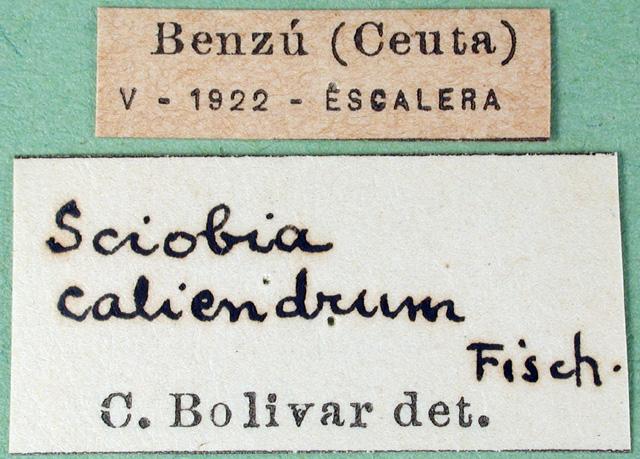 Benzú (Ceuta)
V - 1922 - ESCALERA
Sciobia
caliendrum
Fisch.
C. Bolivar det.